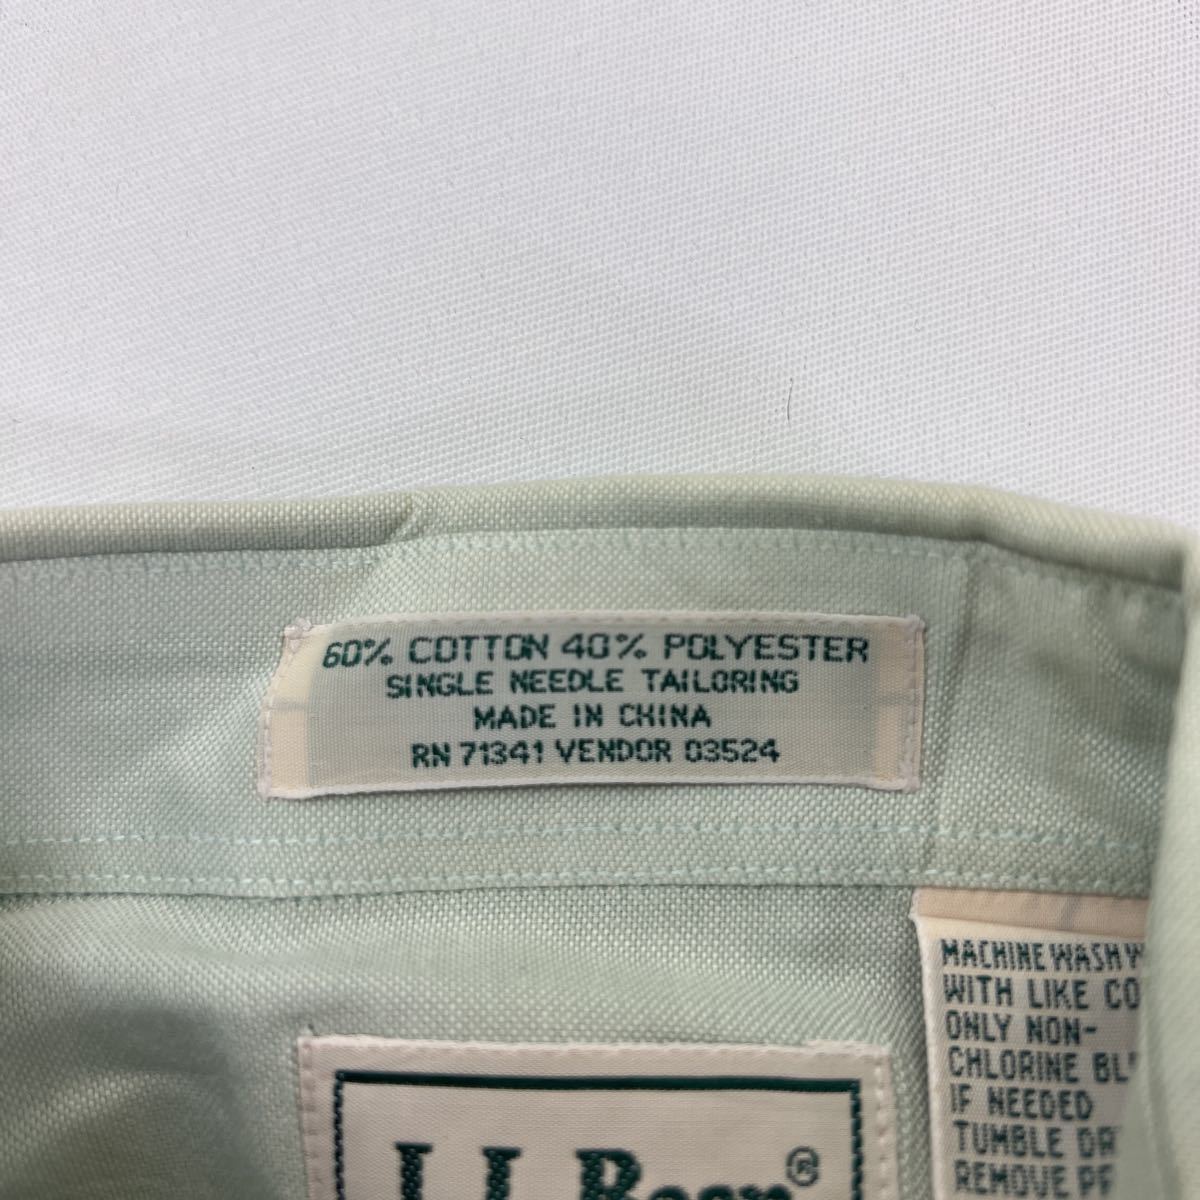 60% COTTON 40% POLYESTER
SINGLE NEEDLE TAILORING
MADE IN CHINA
RN 71341 VENDOR 03524
MACHINE WASH
WITH LIKE
ONLY NON-
CHLORINE
IF NEEDED
TUMBLE
REMOVE
L.L.Bean®